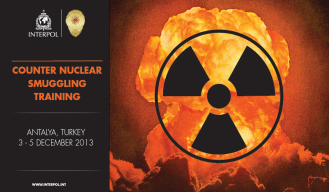 INTERPOL
COUNTER NUCLEAR
SMUGGLING
TRAINING
ANTALYA, TURKEY
3 - 5 DECEMBER 2013
WWW.INTERPOL.INT